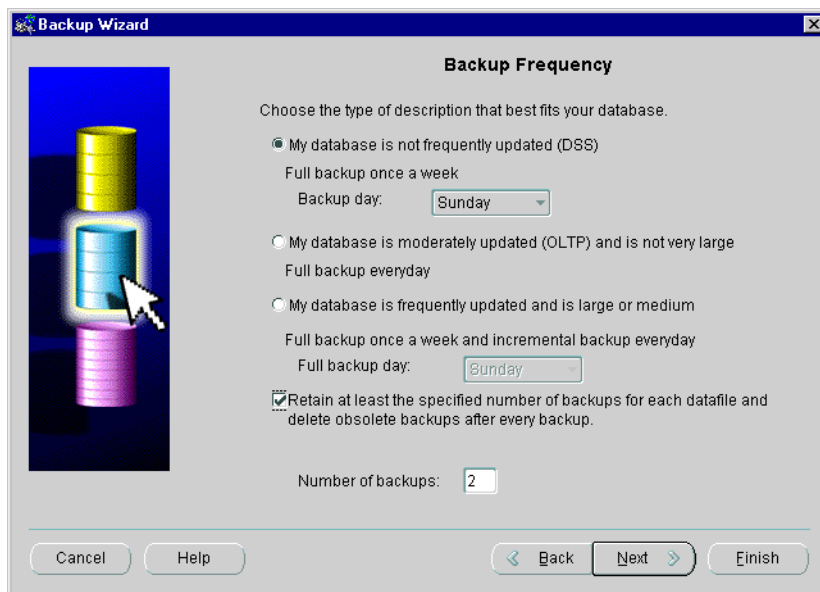 Backup Wizard
Backup Frequency
Choose the type of description that best fits your database.
My database is not frequently updated (DSS)
Full backup once a week
Backup day: Sunday
My database is moderately updated (OLTP) and is not very large
Full backup everyday
My database is frequently updated and is large or medium
Full backup once a week and incremental backup everyday
Full backup day: Sunday
Retain at least the specified number of backups for each datafile and
delete obsolete backups after every backup.
Number of backups: 2
Cancel Help Back Next Finish